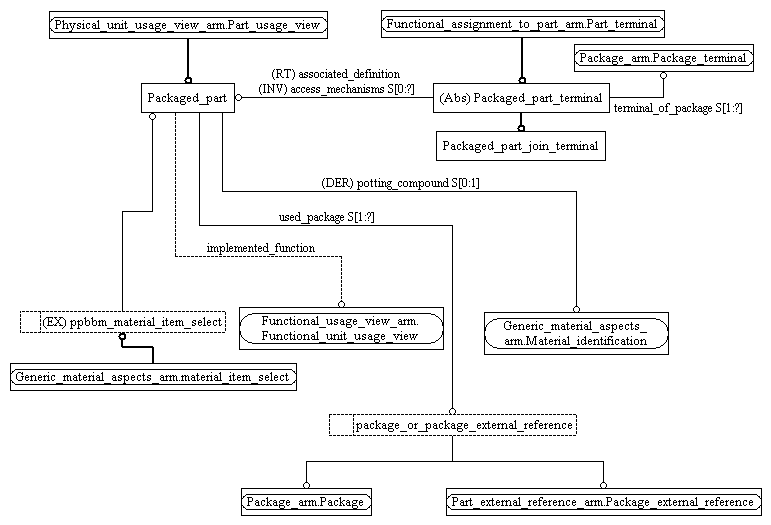 Physical_unit_usage_view_arm.Part_usage_view
Functional_assignment_to_part_arm.Part_terminal
Package_arm.Package_terminal
(RT) associated_definition
(INV) access_mechanisms S[0:?]
Packaged_part
(Abs) Packaged_part_terminal
terminal_of_package S[1:?]
Packaged_part_join_terminal
(DER) potting_compound S[0:1]
used_package S[1:?]
implemented_function
(EX) ppbbm_material_item_select
Functional_usage_view_arm.
Functional_unit_usage_view
Generic_material_aspects_
arm.Material_identification
Generic_material_aspects_arm.material_item_select
package_or_package_external_reference
Package_arm.Package
Part_external_reference_arm.Package_external_reference